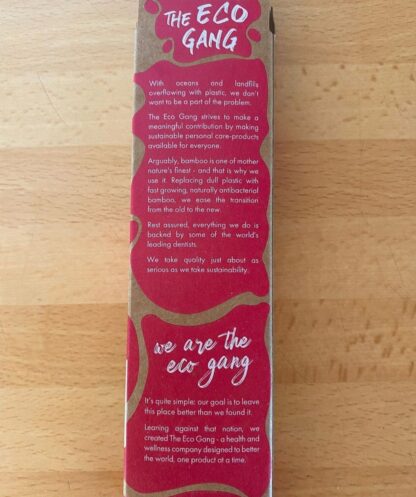 THE ECO
GANG
With oceans and landfills
overflowing with plastic, we don't
want to be a part of the problem.
The Eco Gang strives to make a
meaningful contribution by making
sustainable personal care-products
available for everyone.
Arguably, bamboo is one of mother
nature's finest - and that is why we
use it. Replacing dull plastic with
fast growing, naturally antibacterial
bamboo, we ease the transition
from the old to the new.
Rest assured, everything we do is
backed by some of the world's
leading dentists.
We take quality just about as
serious as we take sustainability.
we are the
eco gang
It's quite simple: our goal is to leave
this place better than we found it.
Leaning against that notion, we
created The Eco Gang - a health and
wellness company designed to better
the world, one product at a time.